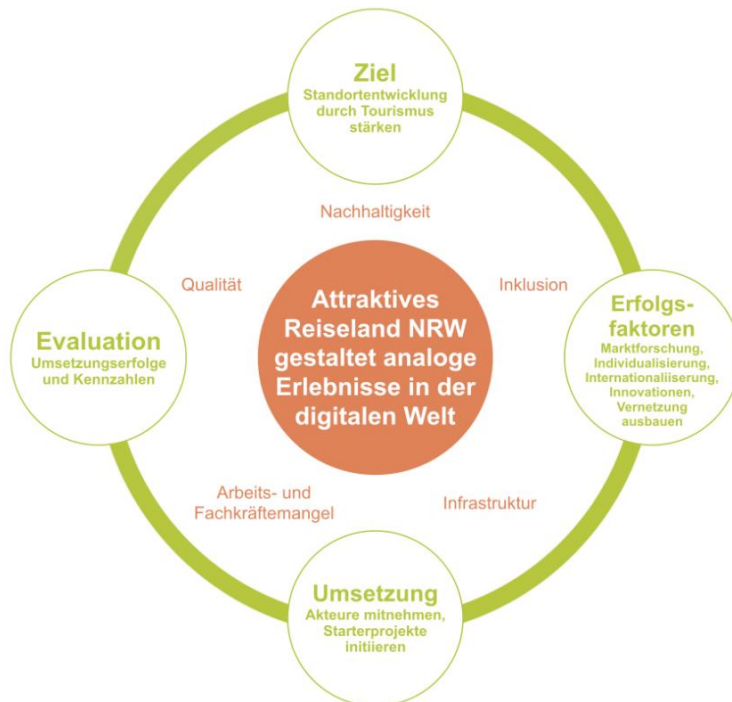 Ziel
Standortentwicklung
durch Tourismus
stärken
Nachhaltigkeit
Qualität
Inklusion
Attraktives
Reiseland NRW
gestaltet analoge
Erlebnisse in der
digitalen Welt
Evaluation
Umsetzungserfolge
und Kennzahlen
Erfolgs-
faktoren
Marktforschung,
Individualisierung,
Internationaliiserung,
Innovationen,
Vernetzung
ausbauen
Arbeits- und
Fachkräftemangel
Infrastruktur
Umsetzung
Akteure mitnehmen,
Starterprojekte
initiieren